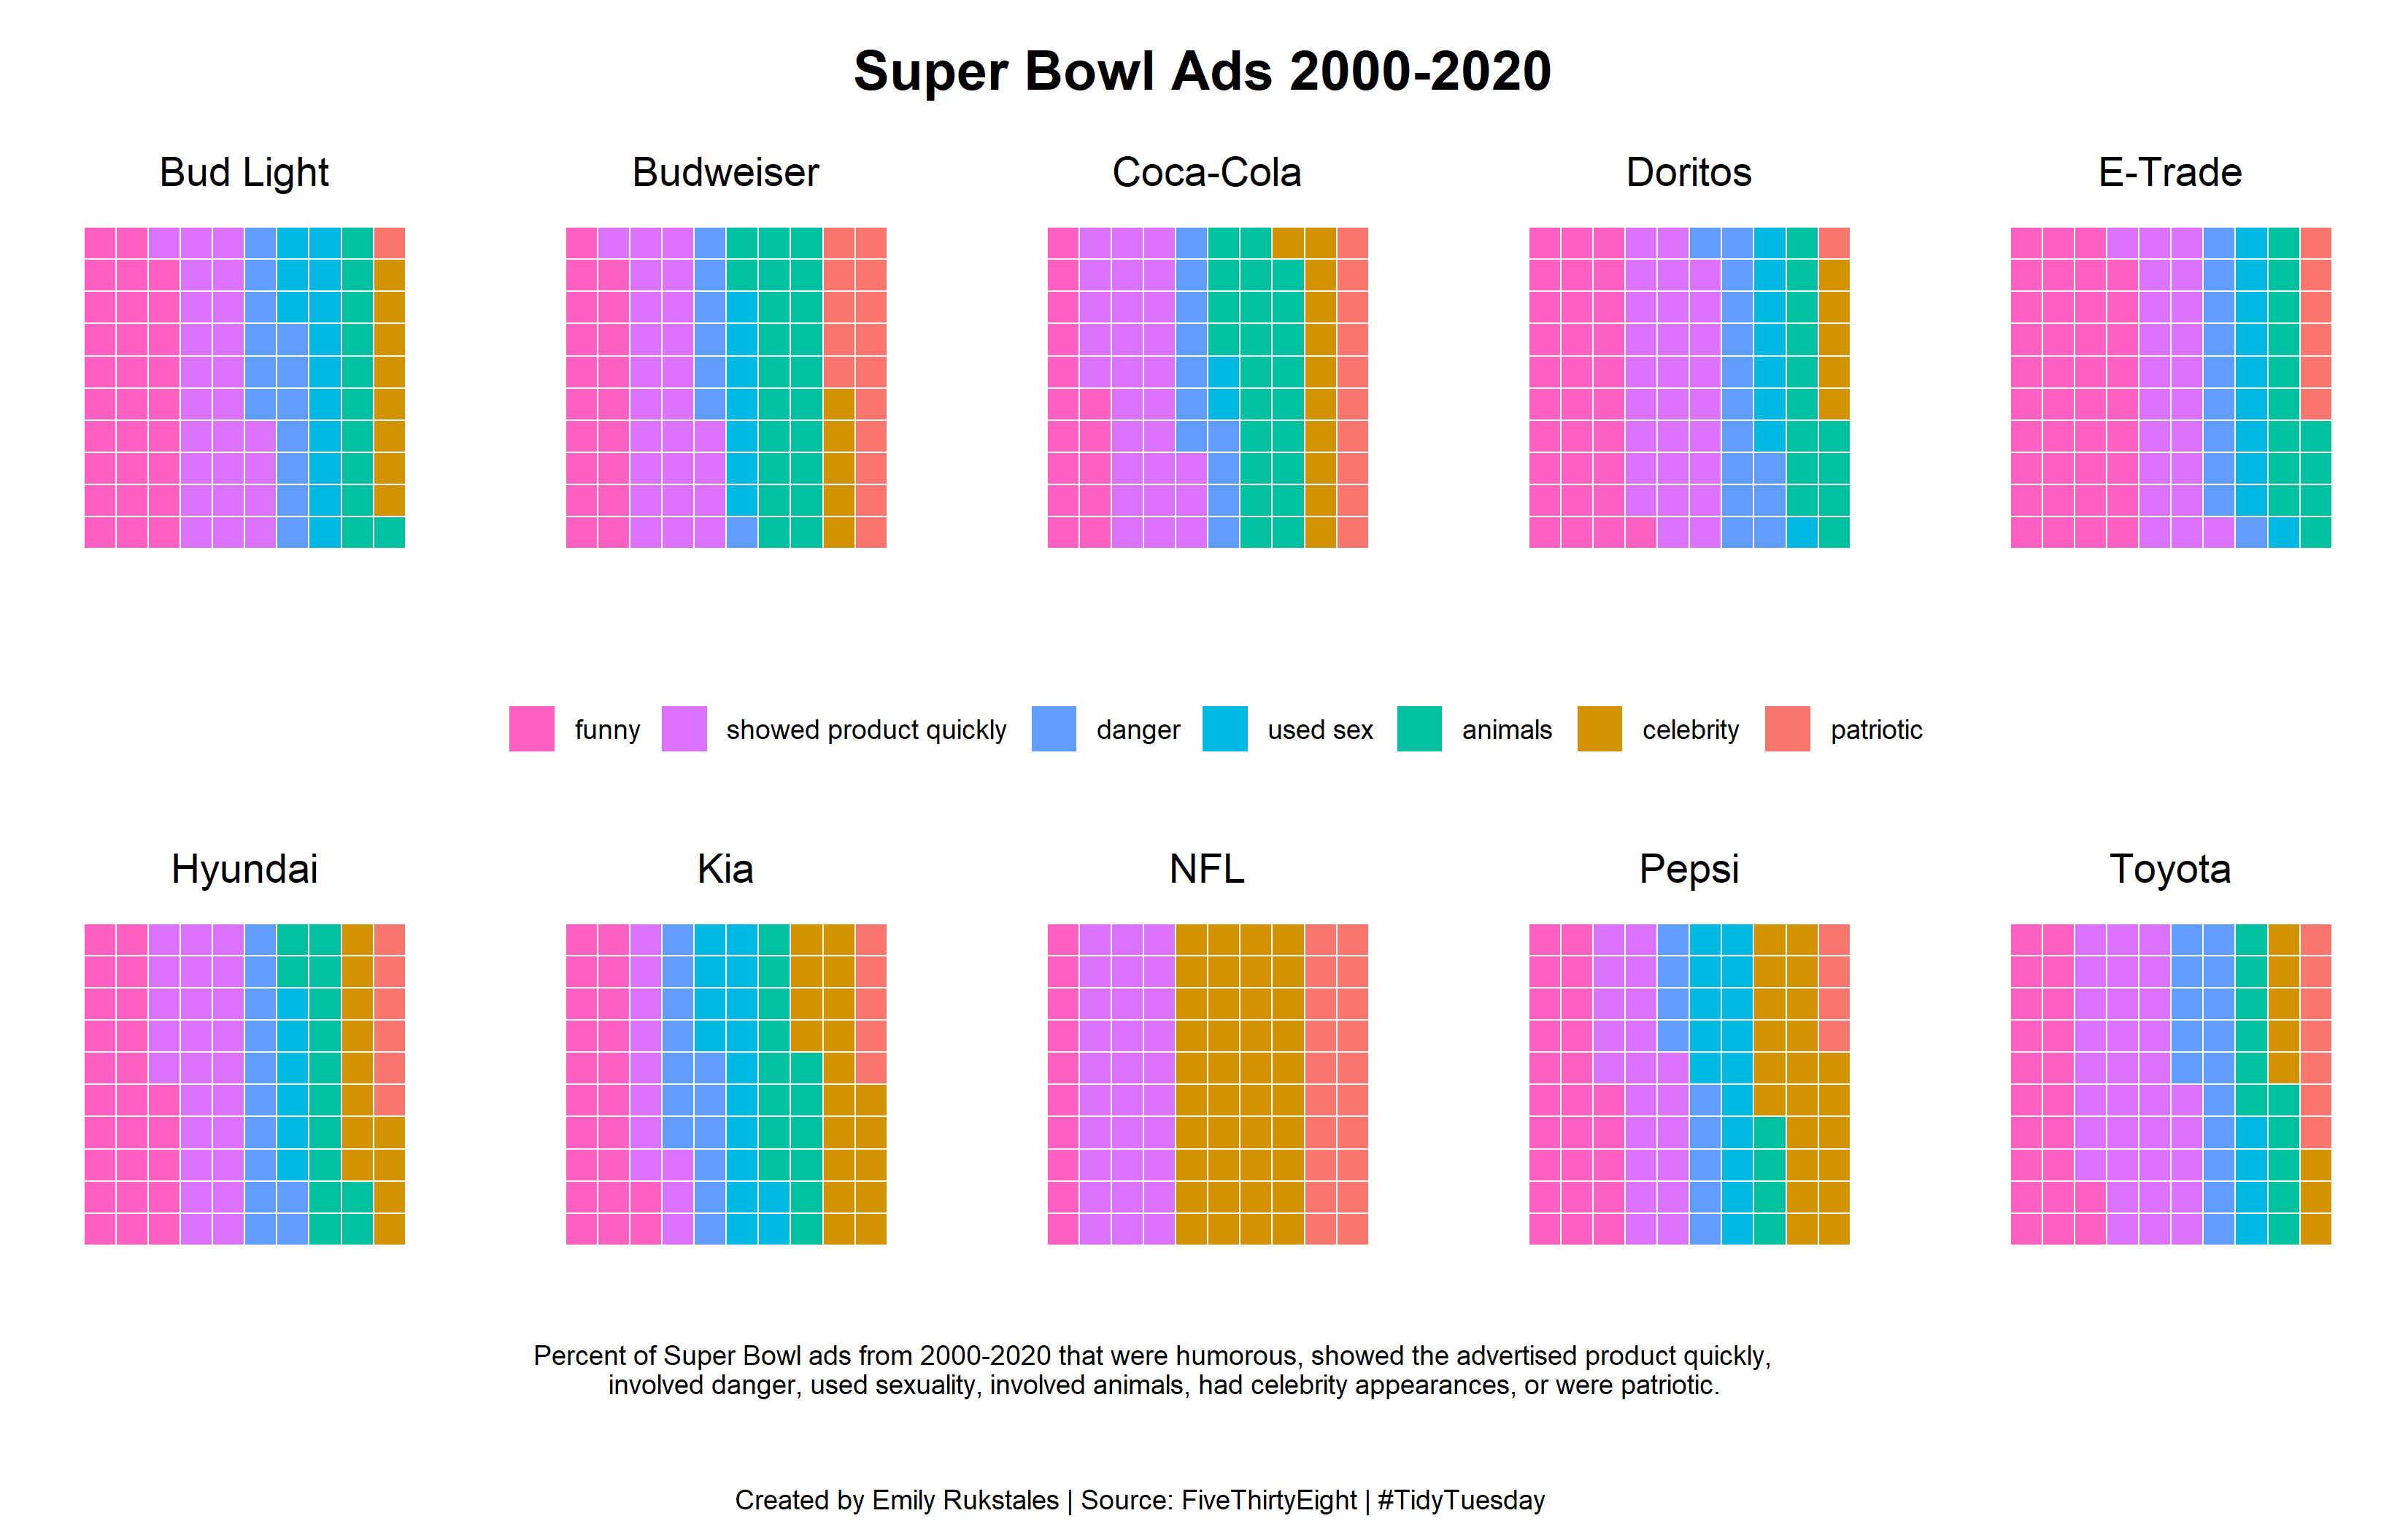 Super Bowl Ads 2000-2020
Bud Light
Budweiser
Coca-Cola
Doritos
E-Trade
funny
showed product quickly
danger
used sex
animals
celebrity
patriotic
Hyundai
Kia
NFL
Pepsi
Toyota
Percent of Super Bowl ads from 2000-2020 that were humorous, showed the advertised product quickly,
involved danger, used sexuality, involved animals, had celebrity appearances, or were patriotic.
Created by Emily Rukstales | Source: FiveThirtyEight | #TidyTuesday